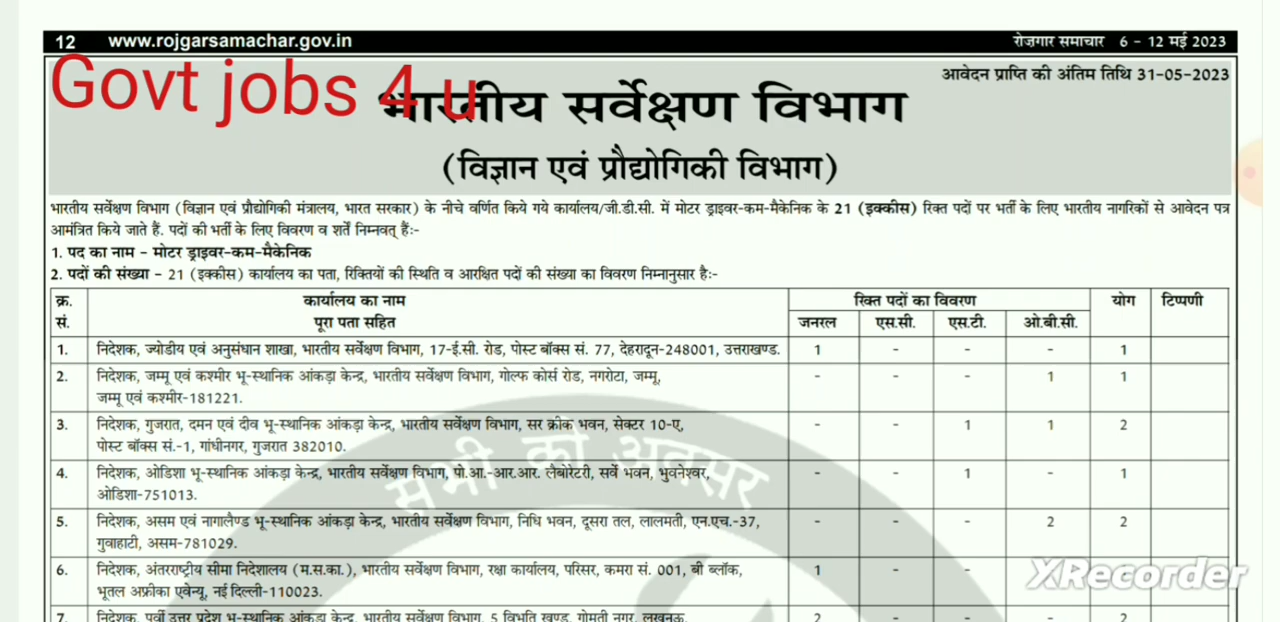 12 www.rojgarsamachar.gov.in रोज़गार समाचार 6 - 12 मई 2023
Govt jobs 4 u
आवेदन प्राप्ति की अंतिम तिथि 31-05-2023
भारतीय सर्वेक्षण विभाग
(विज्ञान एवं प्रौद्योगिकी विभाग)
भारतीय सर्वेक्षण विभाग (विज्ञान एवं प्रौद्योगिकी मंत्रालय, भारत सरकार) के नीचे वर्णित किये गये कार्यालय/जी.डी.सी. में मोटर ड्राइवर-कम-मैकेनिक के 21 (इक्कीस) रिक्त पदों पर भर्ती के लिए भारतीय नागरिकों से आवेदन पत्र
आमंत्रित किये जाते हैं. पदों की भर्ती के लिए विवरण व शर्तें निम्नवत् हैं:-
1. पद का नाम - मोटर ड्राइवर-कम-मैकेनिक
2. पदों की संख्या - 21 (इक्कीस) कार्यालय का पता, रिक्तियों की स्थिति व आरक्षित पदों की संख्या का विवरण निम्नानुसार है:-
क्र. कार्यालय का नाम रिक्त पदों का विवरण योग टिप्पणी
सं. पूरा पता सहित जनरल एस.सी. एस.टी. ओ.बी.सी.
1. निदेशक, ज्योडीय एवं अनुसंधान शाखा, भारतीय सर्वेक्षण विभाग, 17-ई.सी. रोड, पोस्ट बॉक्स सं. 77, देहरादून-248001, उत्तराखण्ड. 1 - - - 1
2. निदेशक, जम्मू एवं कश्मीर भू-स्थानिक आंकड़ा केन्द्र, भारतीय सर्वेक्षण विभाग, गोल्फ कोर्स रोड, नगरोटा, जम्मू, - - - 1 1
जम्मू एवं कश्मीर-181221.
3. निदेशक, गुजरात, दमन एवं दीव भू-स्थानिक आंकड़ा केन्द्र, भारतीय सर्वेक्षण विभाग, सर क्रीक भवन, सेक्टर 10-ए, - - 1 1 2
पोस्ट बॉक्स सं.-1, गांधीनगर, गुजरात 382010.
4. निदेशक, ओडिशा भू-स्थानिक आंकड़ा केन्द्र, भारतीय सर्वेक्षण विभाग, पो.आ.-आर.आर. लैबोरेटरी, सर्वे भवन, भुवनेश्वर, - - 1 - 1
ओडिशा-751013.
सभी को अवसर
5. निदेशक, असम एवं नागालैण्ड भू-स्थानिक आंकड़ा केन्द्र, भारतीय सर्वेक्षण विभाग, निधि भवन, दूसरा तल, लालमती, एन.एच.-37, - - - 2 2
गुवाहाटी, असम-781029.
6. निदेशक, अंतरराष्ट्रीय सीमा निदेशालय (म.स.का.), भारतीय सर्वेक्षण विभाग, रक्षा कार्यालय, परिसर, कमरा सं. 001, बी ब्लॉक, 1
भूतल अफ्रीका एवेन्यू, नई दिल्ली-110023.
XRecorder
7. निदेशक, पूर्वी उत्तर प्रदेश भू-स्थानिक आंकड़ा केन्द्र, भारतीय सर्वेक्षण विभाग, 5 विभूति खण्ड, गोमती नगर, लखनऊ, 2 - - - 2